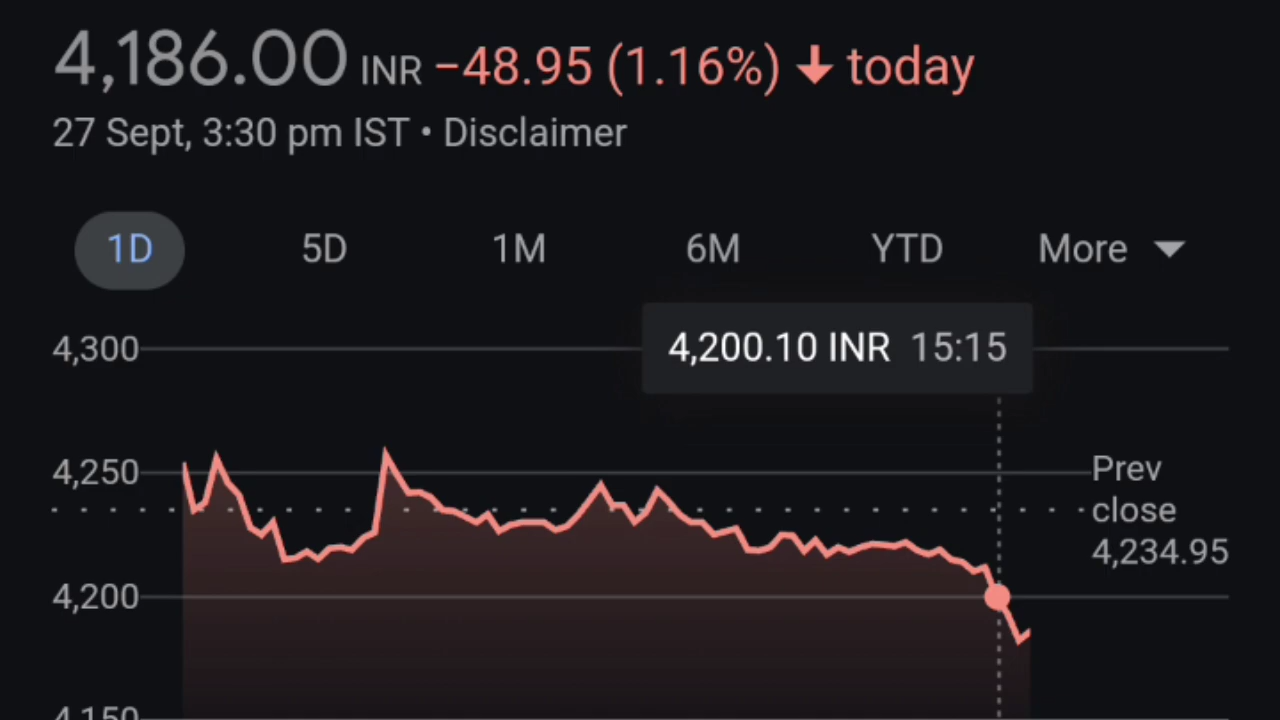 4,186.00 INR −48.95 (1.16%) ↓ today
27 Sept, 3:30 pm IST • Disclaimer
1D 5D 1M 6M YTD More
4,200.10 INR 15:15
4,300
4,250
Prev
close
4,234.95
4,200
4,150